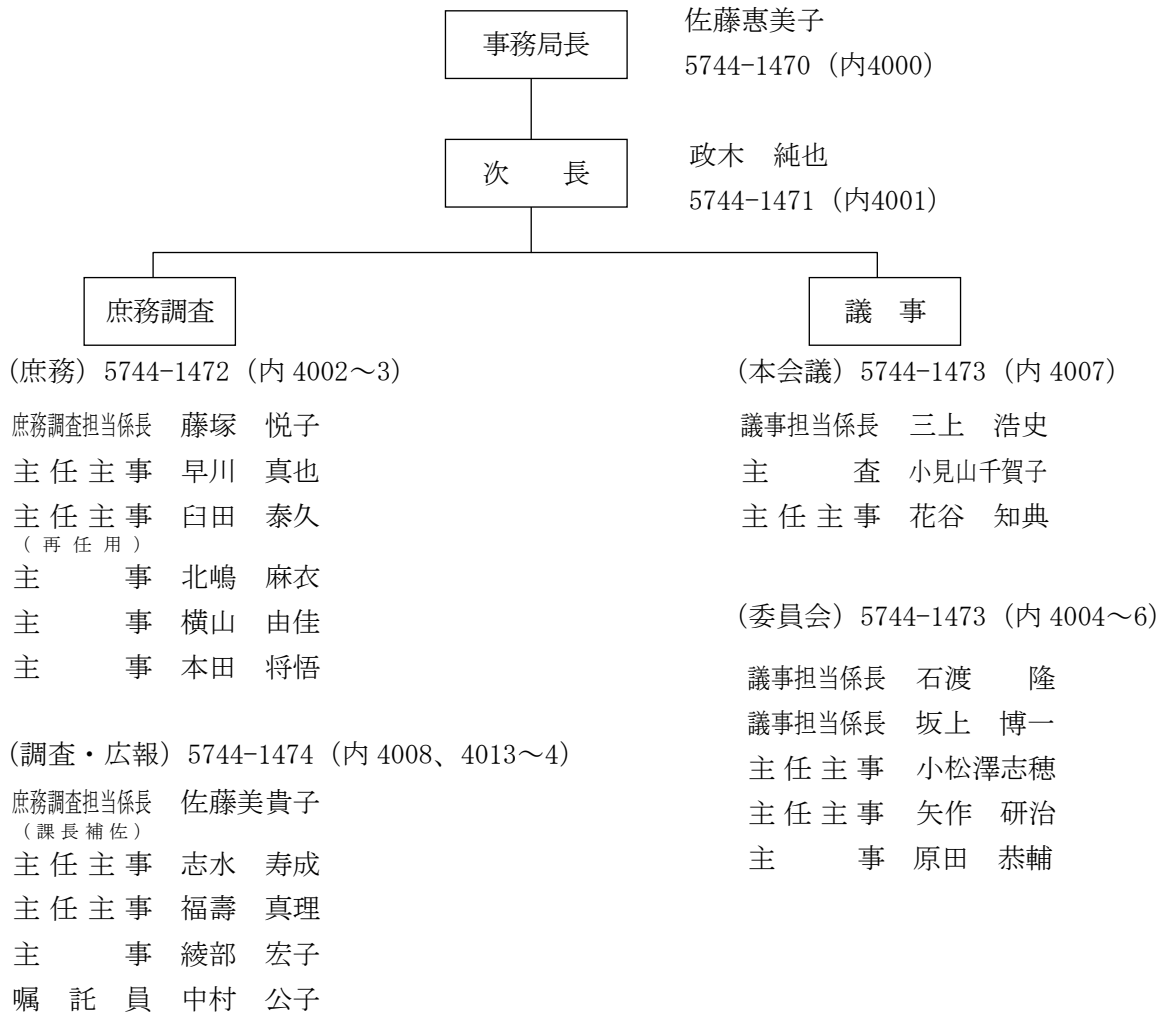 事務局長
佐藤惠美子
5744-1470（内4000）
次　　長
政木　純也
5744-1471（内4001）
庶務調査
（庶務）5744-1472（内 4002～3）
庶務調査担当係長　藤塚　悦子
主任主事　早川　真也
主任主事　臼田　泰久
（再任用）
主　　事　北嶋　麻衣
主　　事　横山　由佳
主　　事　本田　将悟
（調査・広報）5744-1474（内 4008、4013～4）
庶務調査担当係長　佐藤美貴子
（課長補佐）
主任主事　志水　寿成
主任主事　福壽　真理
主　　事　綾部　宏子
嘱　託　員　中村　公子
議　事
（本会議）5744-1473（内 4007）
議事担当係長　三上　浩史
主　　査　小見山千賀子
主任主事　花谷　知典
（委員会）5744-1473（内 4004～6）
議事担当係長　石渡　　隆
議事担当係長　坂上　博一
主任主事　小松澤志穂
主任主事　矢作　研治
主　　事　原田　恭輔